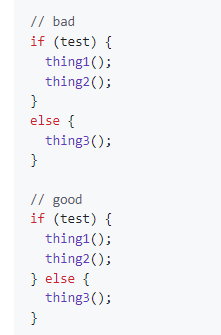 // bad
if (test) {
  thing1();
  thing2();
}
else {
  thing3();
}

// good
if (test) {
  thing1();
  thing2();
} else {
  thing3();
}